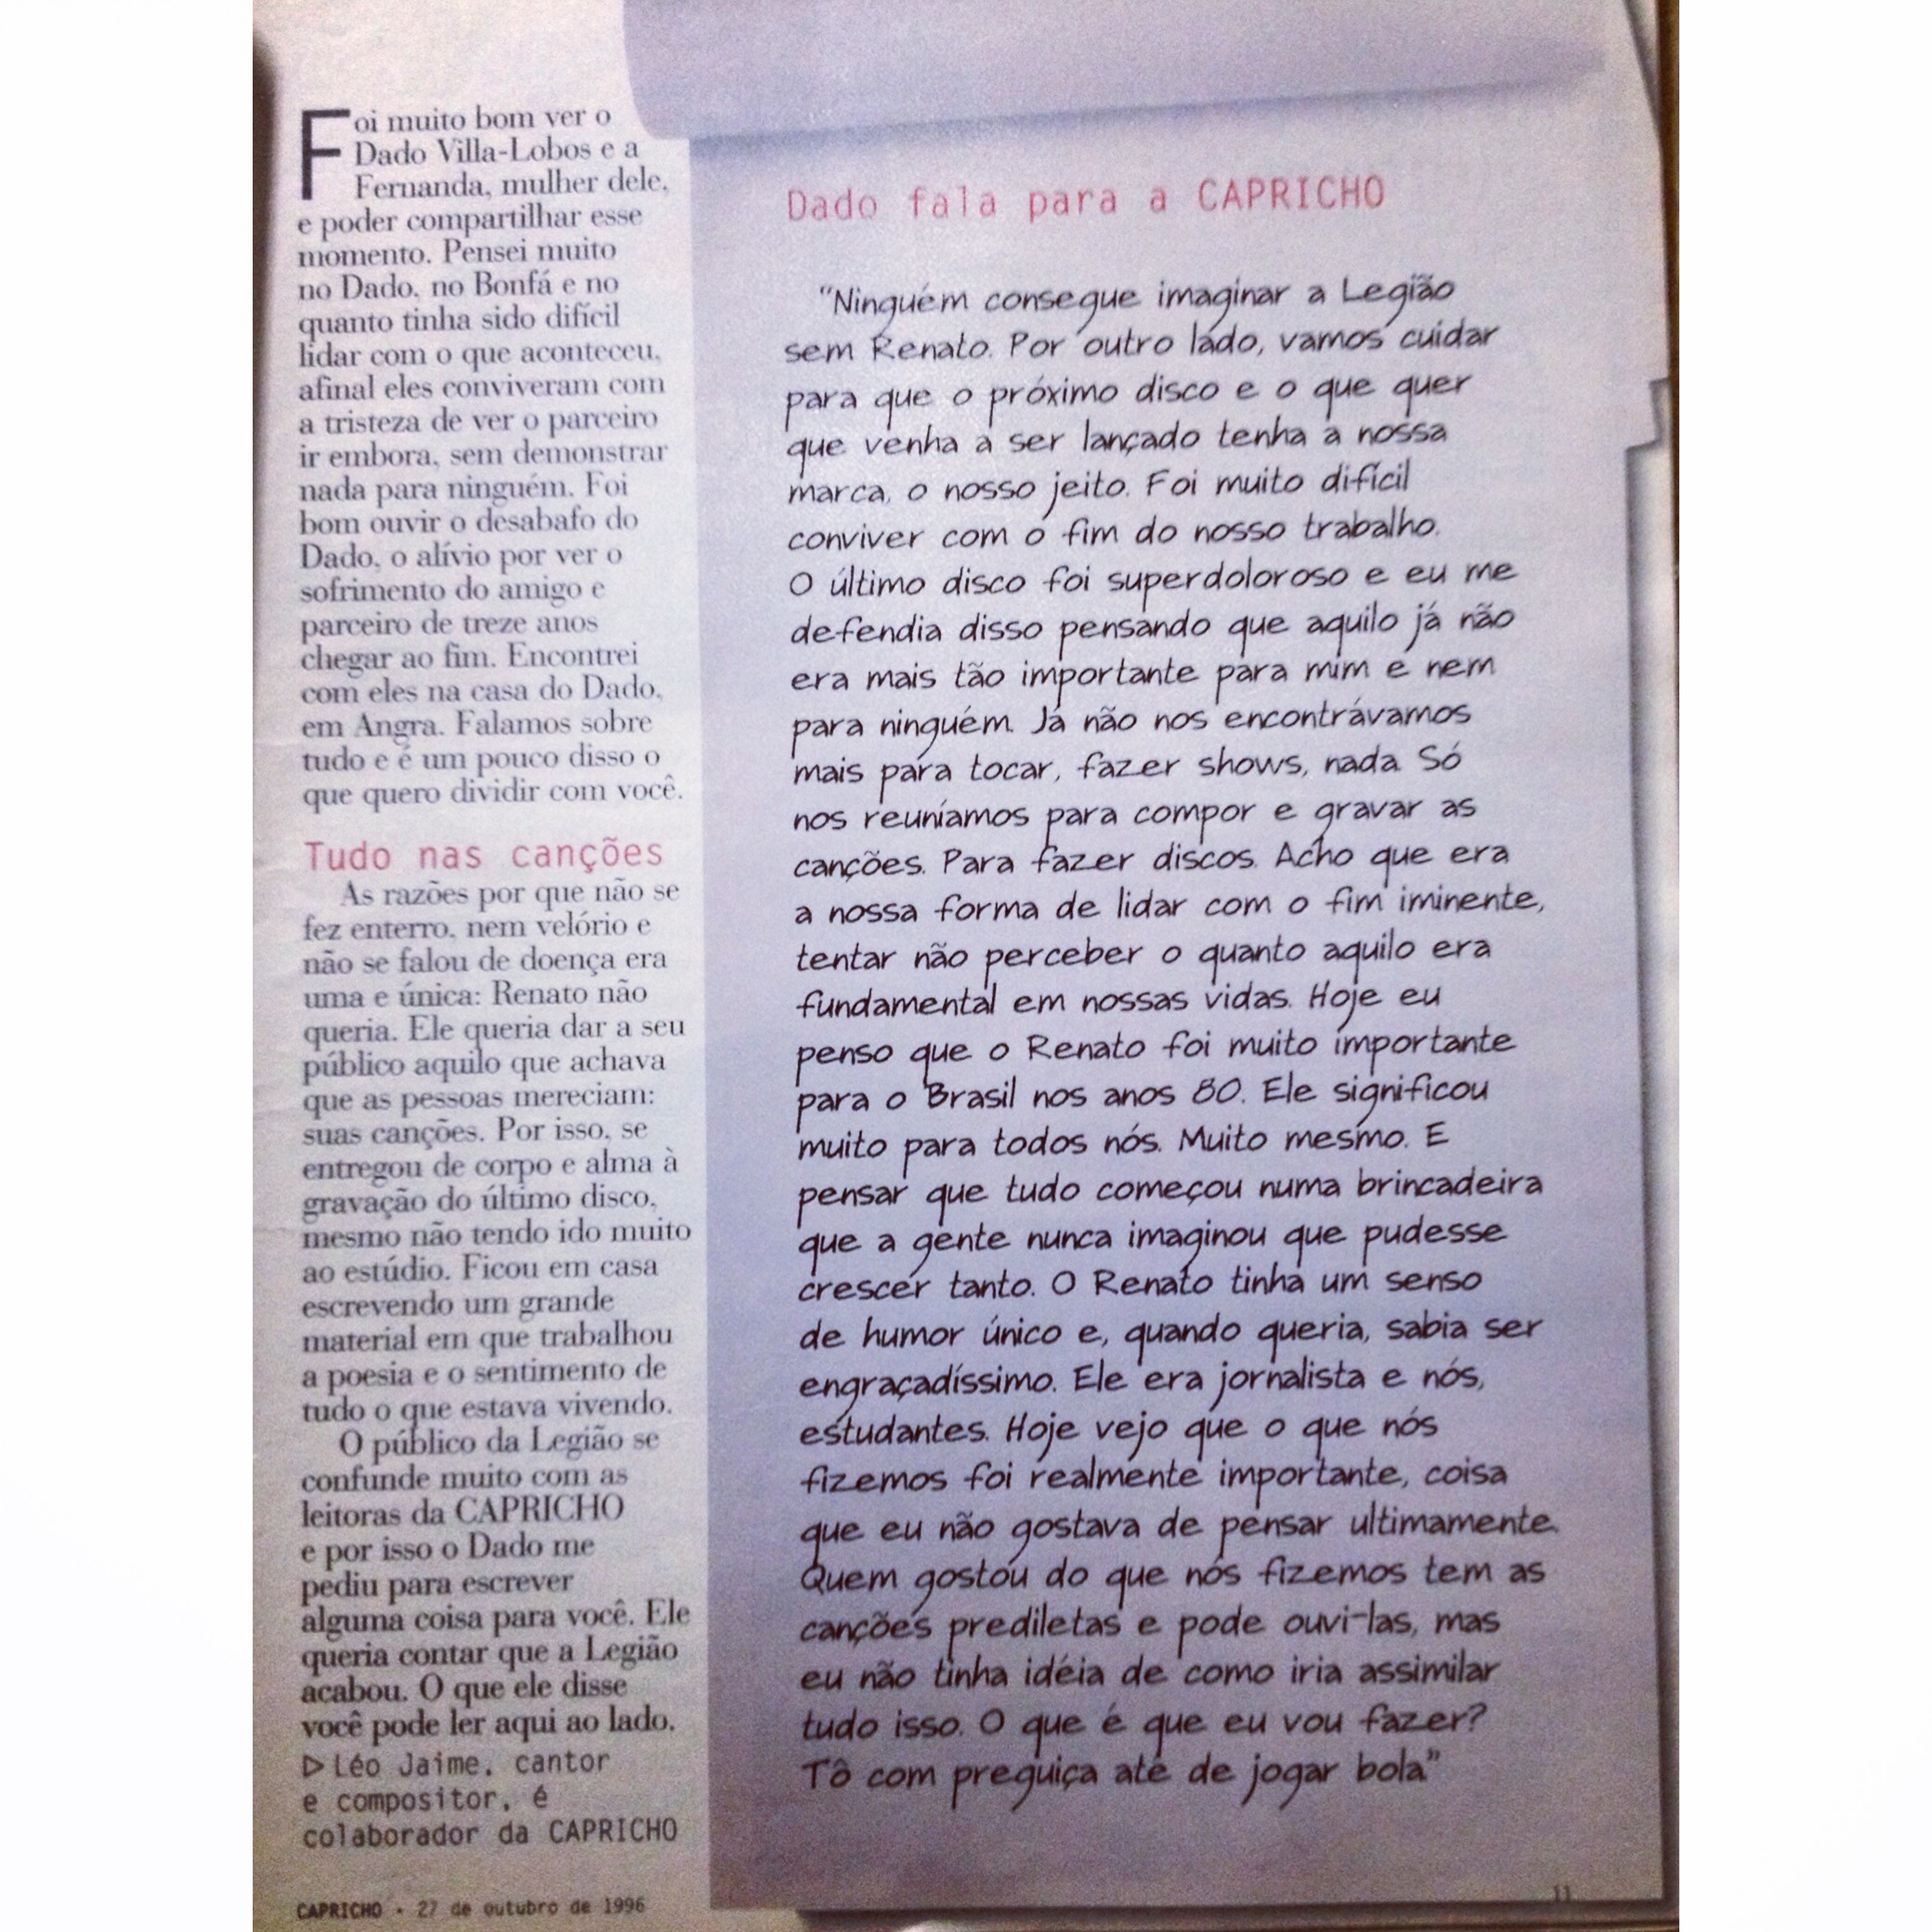 Foi muito bom ver o
Dado Villa-Lobos e a
Fernanda, mulher dele,
e poder compartilhar esse
momento. Pensei muito
no Dado, no Bonfá e no
quanto tinha sido difícil
lidar com o que aconteceu,
afinal eles conviveram com
a tristeza de ver o parceiro
ir embora, sem demonstrar
nada para ninguém. Foi
bom ouvir o desabafo do
Dado, o alívio por ver o
sofrimento do amigo e
parceiro de treze anos
chegar ao fim. Encontrei
com eles na casa do Dado,
em Angra. Falamos sobre
tudo e é um pouco disso o
que quero dividir com você.
Tudo nas canções
As razões por que não se
fez enterro, nem velório e
não se falou de doença era
uma e única: Renato não
queria. Ele queria dar a seu
público aquilo que achava
que as pessoas mereciam:
suas canções. Por isso, se
entregou de corpo e alma à
gravação do último disco,
mesmo não tendo ido muito
ao estúdio. Ficou em casa
escrevendo um grande
material em que trabalhou
a poesia e o sentimento de
tudo o que estava vivendo.
O público da Legião se
confunde muito com as
leitoras da CAPRICHO
e por isso o Dado me
pediu para escrever
alguma coisa para você. Ele
queria contar que a Legião
acabou. O que ele disse
você pode ler aqui ao lado.
▷ Léo Jaime, cantor
e compositor, é
colaborador da CAPRICHO
Dado fala para a CAPRICHO
“Ninguém consegue imaginar a Legião
sem Renato. Por outro lado, vamos cuidar
para que o próximo disco e o que quer
que venha a ser lançado tenha a nossa
marca, o nosso jeito. Foi muito difícil
conviver com o fim do nosso trabalho.
O último disco foi superdoloroso e eu me
defendia disso pensando que aquilo já não
era mais tão importante para mim e nem
para ninguém. Já não nos encontrávamos
mais para tocar, fazer shows, nada. Só
nos reuníamos para compor e gravar as
canções. Para fazer discos. Acho que era
a nossa forma de lidar com o fim iminente,
tentar não perceber o quanto aquilo era
fundamental em nossas vidas. Hoje eu
penso que o Renato foi muito importante
para o Brasil nos anos 80. Ele significou
muito para todos nós. Muito mesmo. E
pensar que tudo começou numa brincadeira
que a gente nunca imaginou que pudesse
crescer tanto. O Renato tinha um senso
de humor único e, quando queria, sabia ser
engraçadíssimo. Ele era jornalista e nós,
estudantes. Hoje vejo que o que nós
fizemos foi realmente importante, coisa
que eu não gostava de pensar ultimamente.
Quem gostou do que nós fizemos tem as
canções prediletas e pode ouvi-las, mas
eu não tinha idéia de como iria assimilar
tudo isso. O que é que eu vou fazer?
Tô com preguiça até de jogar bola”
CAPRICHO • 27 de outubro de 1996
11